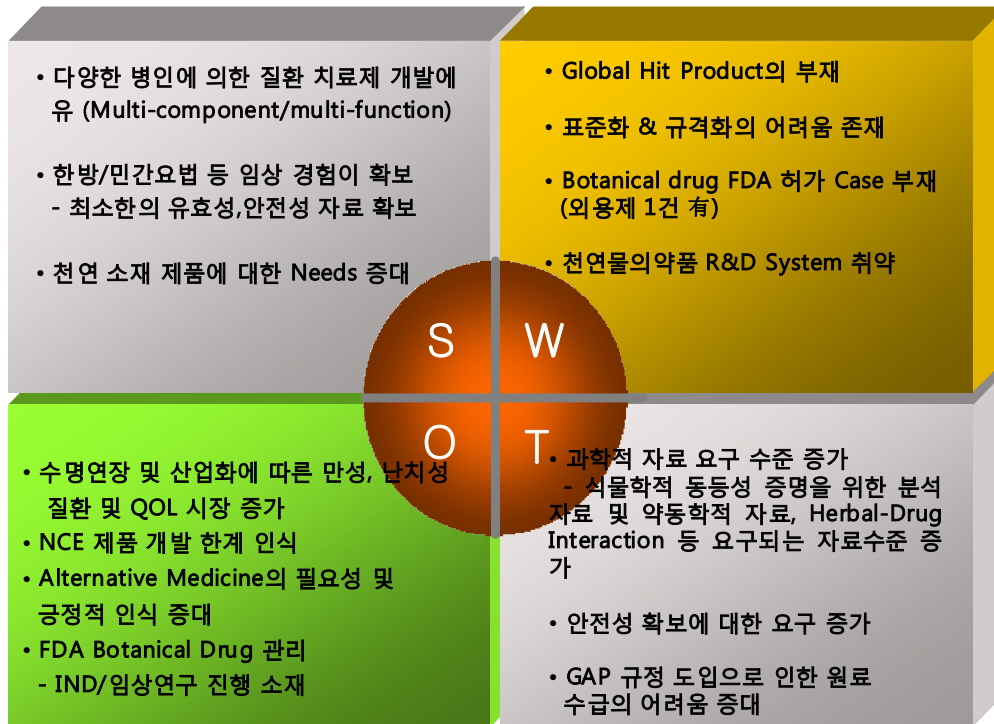 • 다양한 병인에 의한 질환 치료제 개발에
유 (Multi-component/multi-function)
• 한방/민간요법 등 임상 경험이 확보
- 최소한의 유효성,안전성 자료 확보
• 천연 소재 제품에 대한 Needs 증대
• Global Hit Product의 부재
• 표준화 & 규격화의 어려움 존재
• Botanical drug FDA 허가 Case 부재
(외용제 1건 有)
• 천연물의약품 R&D System 취약
S W
O T
• 수명연장 및 산업화에 따른 만성, 난치성
질환 및 QOL 시장 증가
• NCE 제품 개발 한계 인식
• Alternative Medicine의 필요성 및
긍정적 인식 증대
• FDA Botanical Drug 관리
- IND/임상연구 진행 소재
• 과학적 자료 요구 수준 증가
- 식물학적 동등성 증명을 위한 분석
자료 및 약동학적 자료, Herbal-Drug
Interaction 등 요구되는 자료수준 증
가
• 안전성 확보에 대한 요구 증가
• GAP 규정 도입으로 인한 원료
수급의 어려움 증대